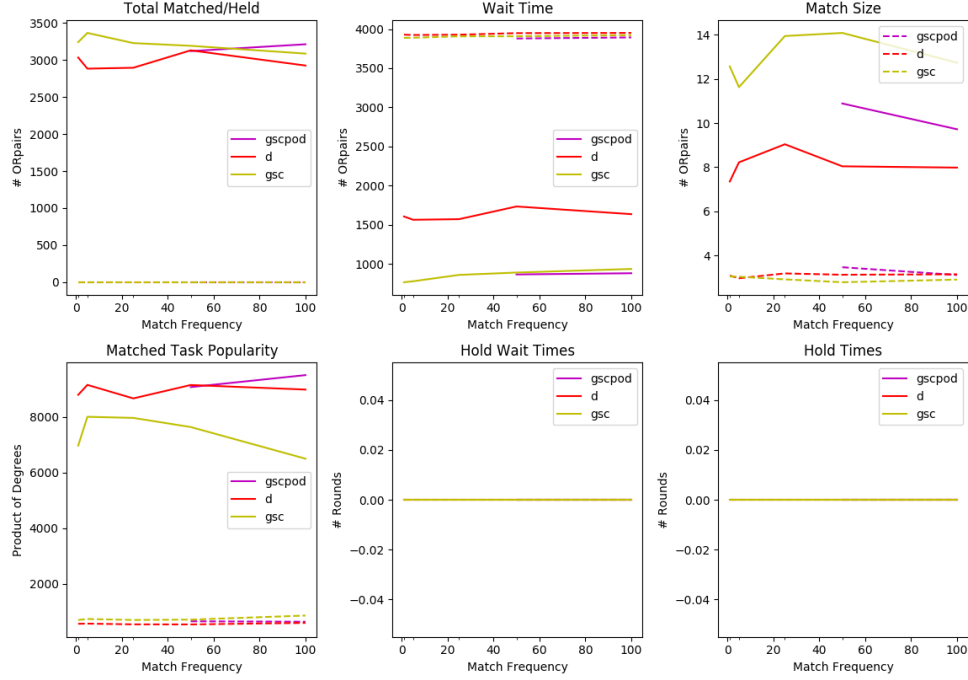 Total Matched/Held
# ORpairs
3500
3000
2500
2000
1500
1000
500
0
gscpod
d
gsc
0
20
40
60
80
100
Match Frequency
Wait Time
# ORpairs
4000
3500
3000
2500
2000
1500
1000
gscpod
d
gsc
0
20
40
60
80
100
Match Frequency
Match Size
# ORpairs
14
12
10
8
6
4
gscpod
d
gsc
0
20
40
60
80
100
Match Frequency
Matched Task Popularity
Product of Degrees
8000
6000
4000
2000
gscpod
d
gsc
0
20
40
60
80
100
Match Frequency
Hold Wait Times
# Rounds
0.04
0.02
0.00
−0.02
−0.04
gscpod
d
gsc
0
20
40
60
80
100
Match Frequency
Hold Times
# Rounds
0.04
0.02
0.00
−0.02
−0.04
gscpod
d
gsc
0
20
40
60
80
100
Match Frequency